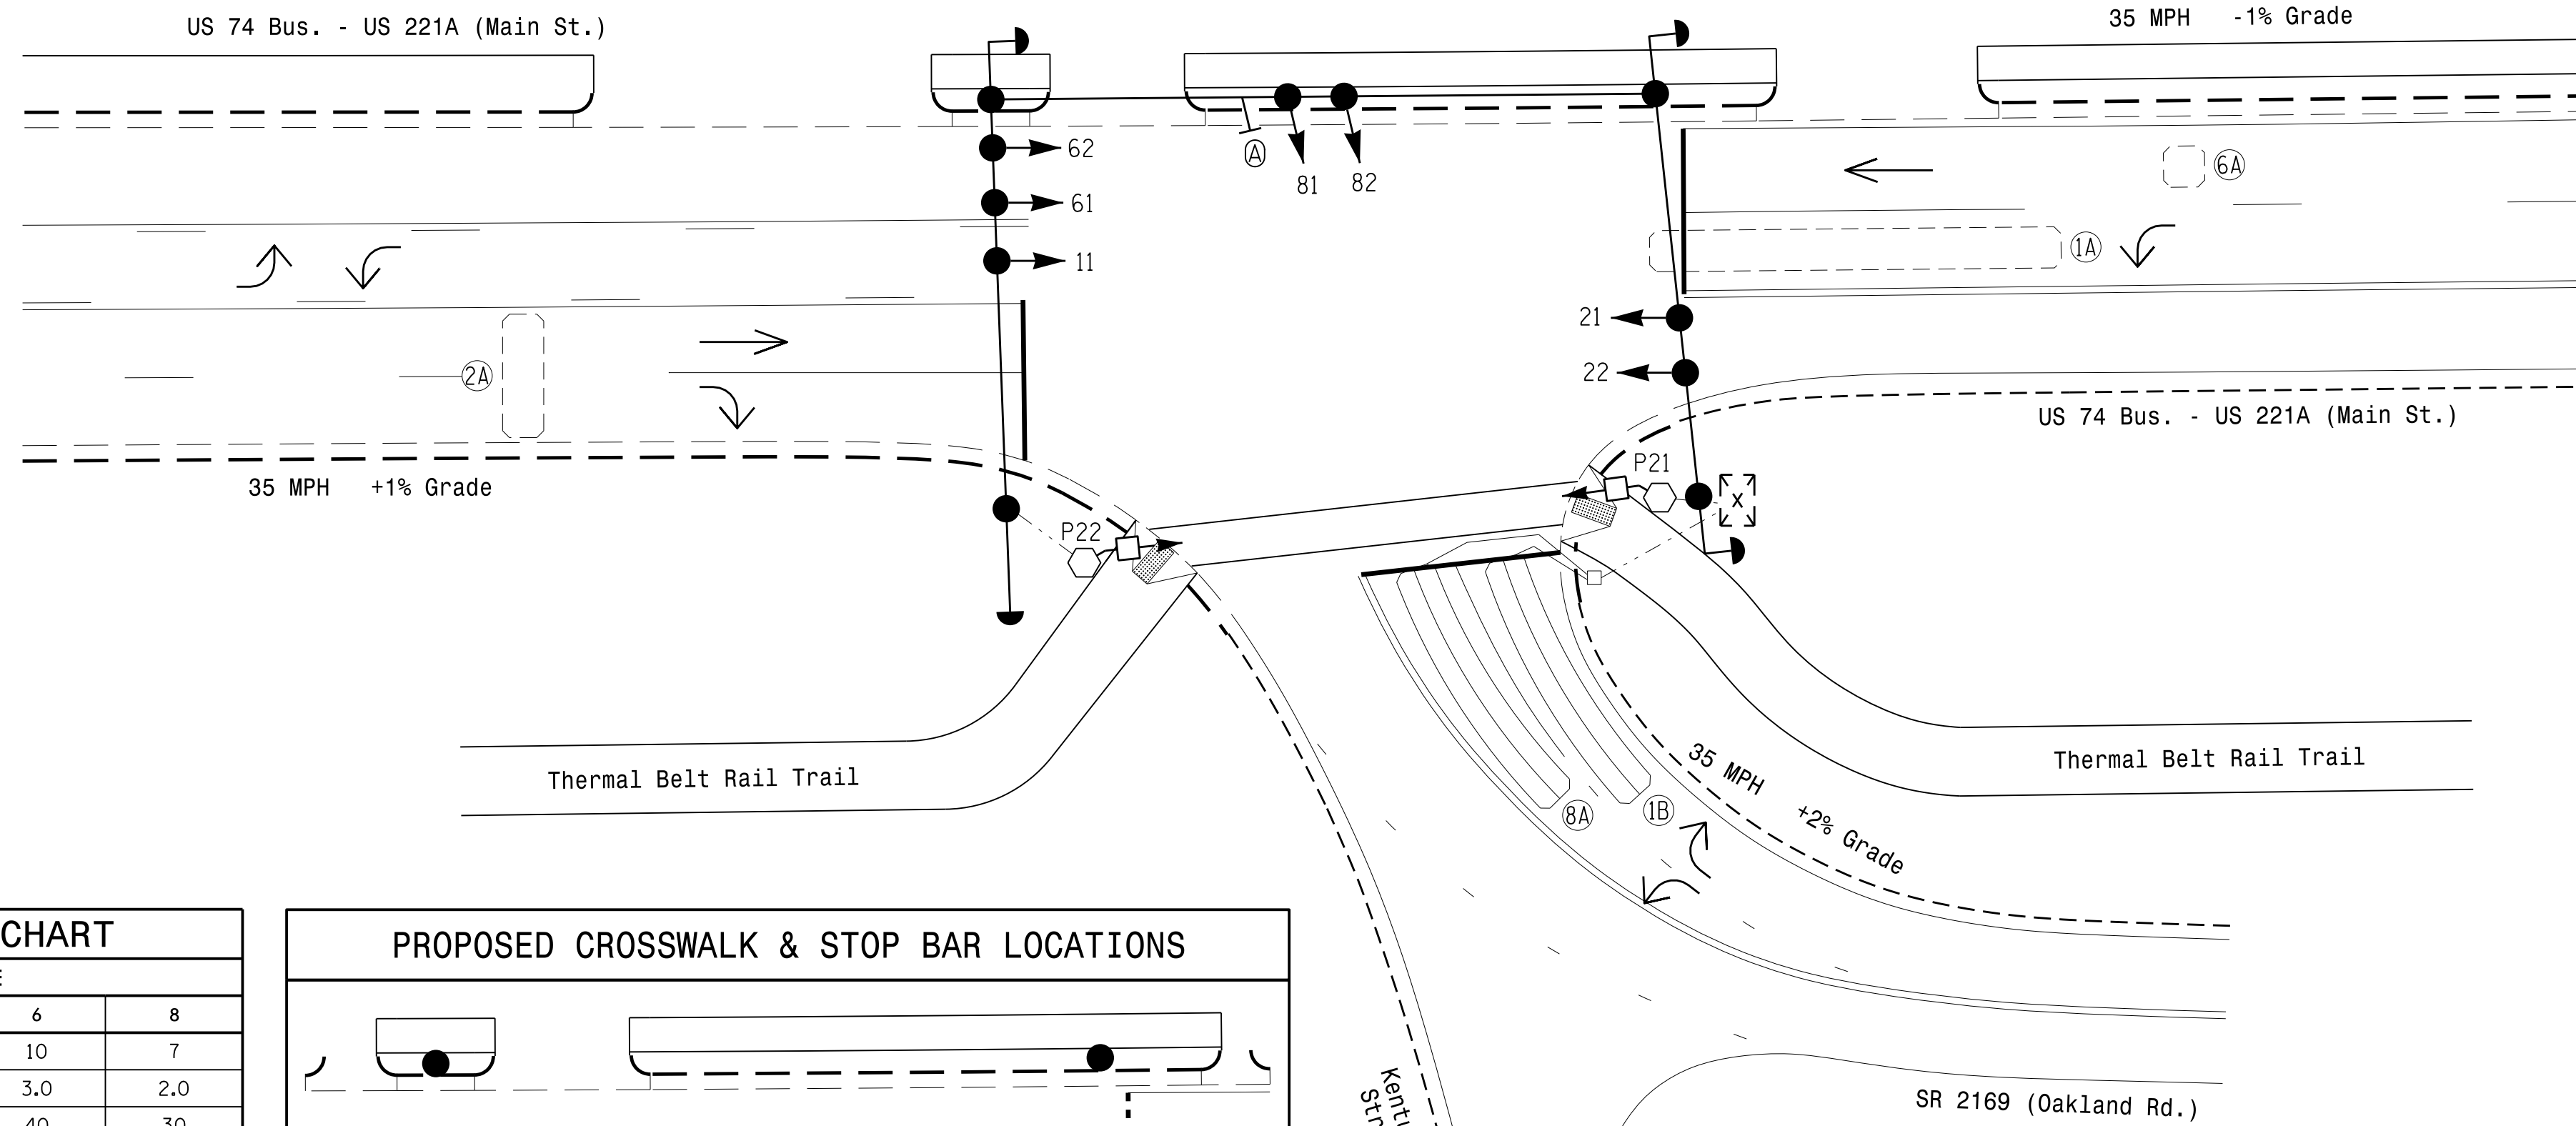 US 74 Bus. - US 221A (Main St.)
35 MPH -1% Grade
62
A
81
82
6A
61
11
1A
21
22
2A
US 74 Bus. - US 221A (Main St.)
35 MPH +1% Grade
P21
X
P22
Thermal Belt Rail Trail
Thermal Belt Rail Trail
35 MPH +2% Grade
8A
1B
CHART
6 8
10 7
3.0 2.0
40 30
PROPOSED CROSSWALK & STOP BAR LOCATIONS
SR 2169 (Oakland Rd.)